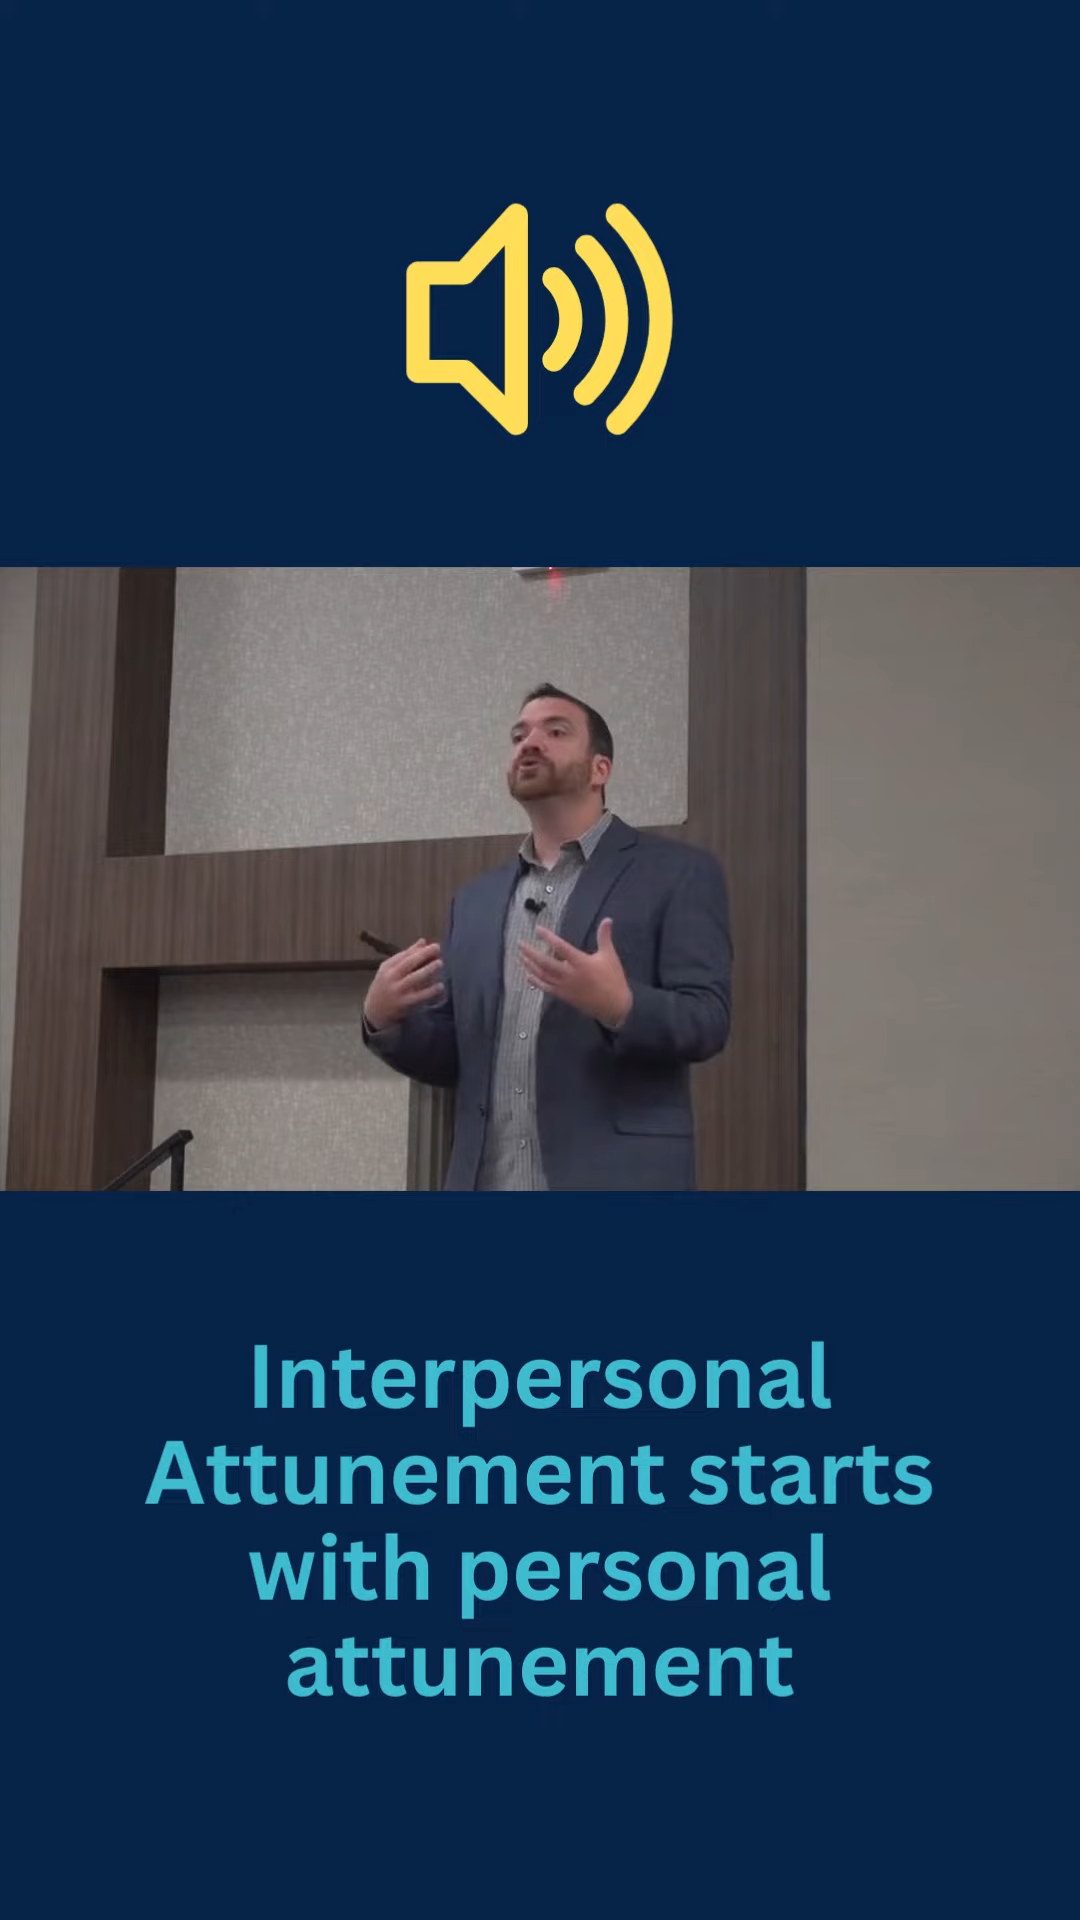 Interpersonal
Attunement starts
with personal
attunement